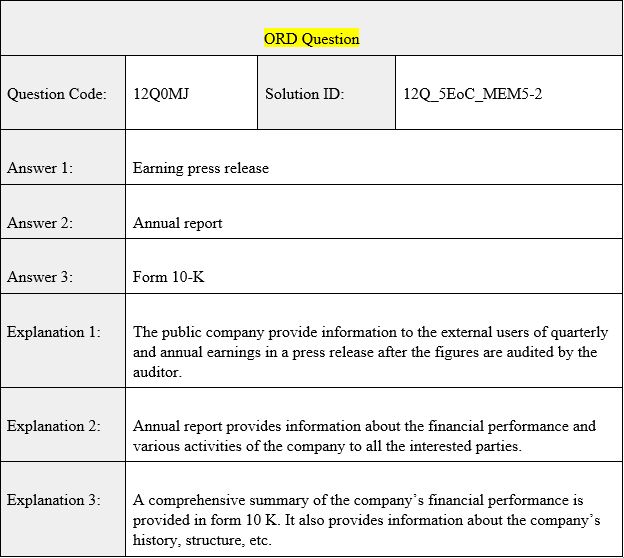 ORD Question
Question Code: 12Q0MJ Solution ID: 12Q_5EoC_MEM5-2
Answer 1: Earning press release
Answer 2: Annual report
Answer 3: Form 10-K
Explanation 1: The public company provide information to the external users of quarterly
and annual earnings in a press release after the figures are audited by the
auditor.
Explanation 2: Annual report provides information about the financial performance and
various activities of the company to all the interested parties.
Explanation 3: A comprehensive summary of the company’s financial performance is
provided in form 10 K. It also provides information about the company’s
history, structure, etc.